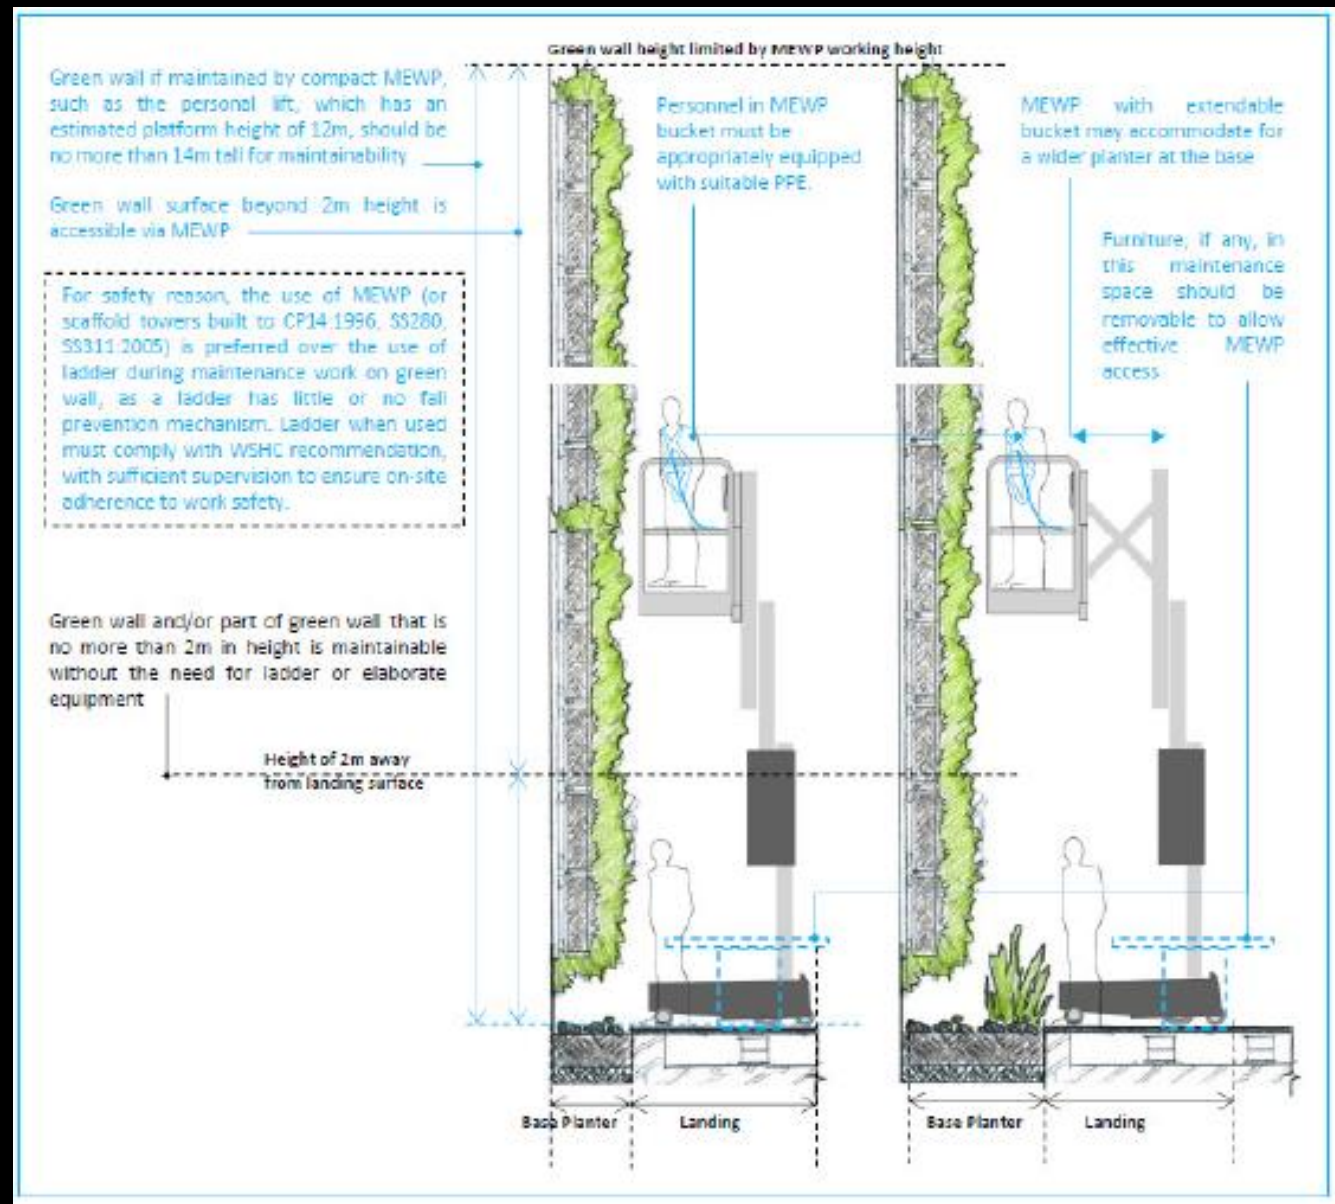 Green wall height limited by MEWP working height
Green wall if maintained by compact MEWP,
such as the personal lift, which has an
estimated platform height of 12m, should be
no more than 14m tall for maintainability
Green wall surface beyond 2m height is
accessible via MEWP
For safety reason, the use of MEWP (or
scaffold towers built to CP14:1996, SS280,
SS311:2005) is preferred over the use of
ladder during maintenance work on green
wall, as a ladder has little or no fall
prevention mechanism. Ladder when used
must comply with WSHC recommendation,
with sufficient supervision to ensure on-site
adherence to work safety.
Green wall and/or part of green wall that is
no more than 2m in height is maintainable
without the need for ladder or elaborate
equipment
Height of 2m away
from landing surface
Personnel in MEWP
bucket must be
appropriately equipped
with suitable PPE.
MEWP with extendable
bucket may accommodate for
a wider planter at the base
Furniture, if any, in
this maintenance
space should be
removable to allow
effective MEWP
access
Base Planter
Landing
Base Planter
Landing